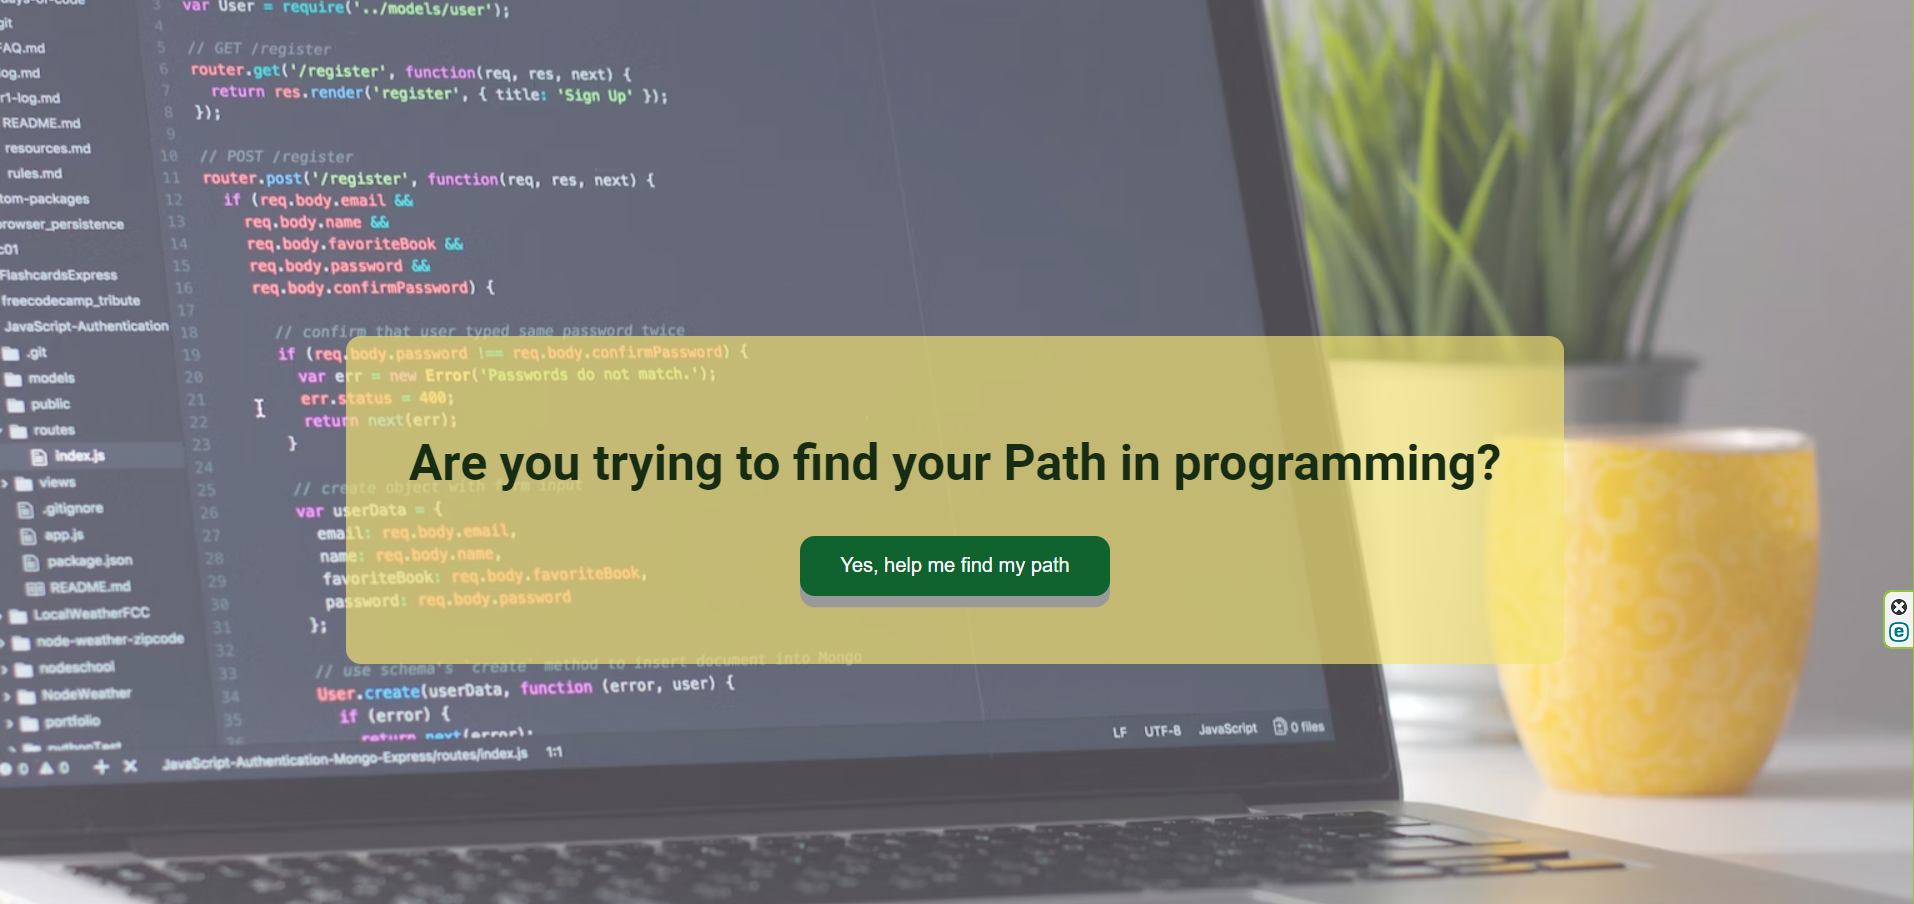 days-of-code
git
FAQ.md
log.md
r1-log.md
README.md
resources.md
rules.md
tom-packages
browser_persistence
c01
FlashcardsExpress
freecodecamp_tribute
JavaScript-Authentication
.git
models
public
routes
index.js
views
.gitignore
app.js
package.json
README.md
LocalWeatherFCC
node-weather-zipcode
nodeschool
NodeWeather
portfolio
pythonTest
3 var User = require('../models/user');
4
5 // GET /register
6 router.get('/register', function(req, res, next) {
7 return res.render('register', { title: 'Sign Up' });
8 });
9
10 // POST /register
11 router.post('/register', function(req, res, next) {
12 if (req.body.email &&
13 req.body.name &&
14 req.body.favoriteBook &&
15 req.body.password &&
16 req.body.confirmPassword) {
17
18 // confirm that user typed same password twice
19 if (req.body.password !== req.body.confirmPassword) {
20 var err = new Error('Passwords do not match.');
21 err.status = 400;
22 return next(err);
23 }
24
25 // create object with form input
26 var userData = {
27 email: req.body.email,
28 name: req.body.name,
29 favoriteBook: req.body.favoriteBook,
30 password: req.body.password
31 };
32
33 // use schema's `create` method to insert document into Mongo
34 User.create(userData, function (error, user) {
35 if (error) {
36 return next(error);
0 0 JavaScript-Authentication-Mongo-Express/routes/index.js 1:1 LF UTF-8 JavaScript 0 files
Are you trying to find your Path in programming?
Yes, help me find my path
e